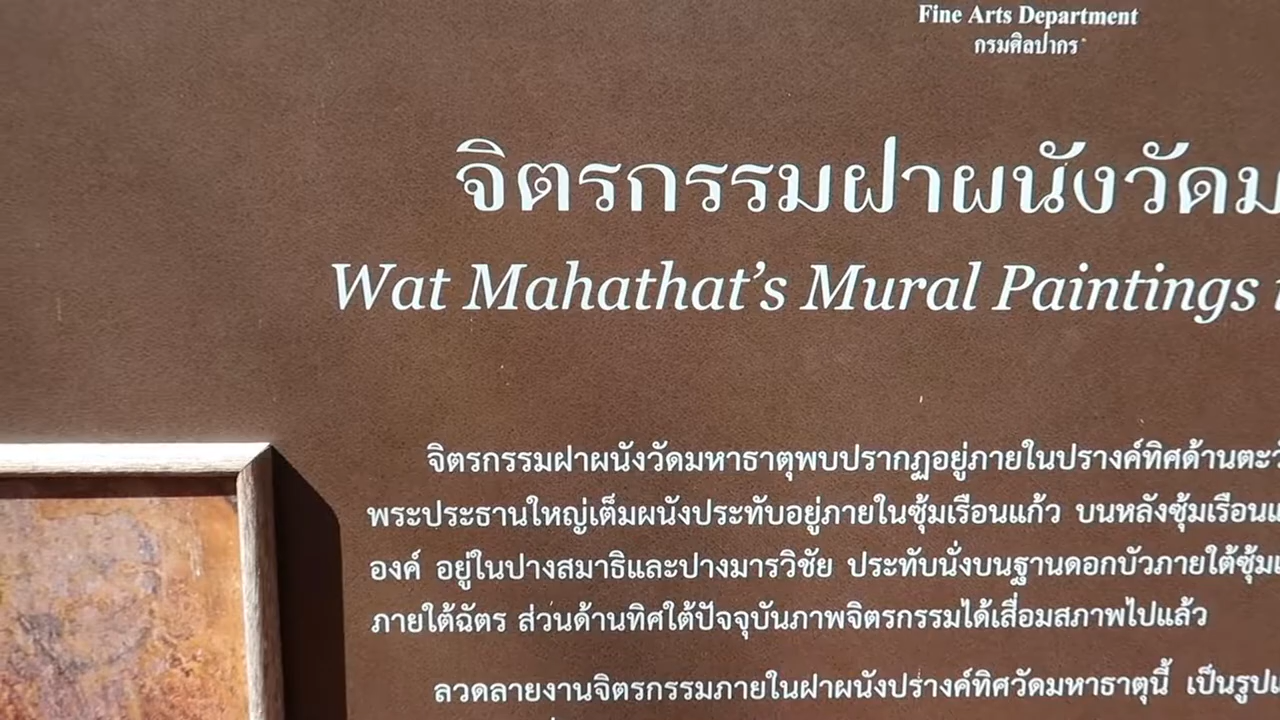 Fine Arts Department
กรมศิลปากร
จิตรกรรมฝาผนังวัดม
Wat Mahathat's Mural Paintings
จิตรกรรมฝาผนังวัดมหาธาตุพบปรากฏอยู่ภายในปรางค์ทิศด้านตะวั
พระประธานใหญ่เต็มผนังประทับอยู่ภายในซุ้มเรือนแก้ว บนหลังซุ้มเรือนแ
องค์ อยู่ในปางสมาธิและปางมารวิชัย ประทับนั่งบนฐานดอกบัวภายใต้ซุ้มเ
ภายใต้ฉัตร ส่วนด้านทิศใต้ปัจจุบันภาพจิตรกรรมได้เสื่อมสภาพไปแล้ว
ลวดลายงานจิตรกรรมภายในฝาผนังปรางค์ทิศวัดมหาธาตุนี้ เป็นรูปแ